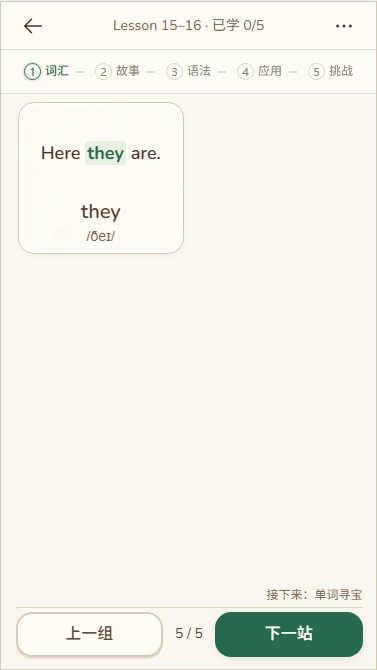 Lesson 15–16 · 已学 0/5
1 词汇 – 2 故事 – 3 语法 – 4 应用 – 5 挑战
Here they are.
they
/ðeɪ/
接下来：单词寻宝
上一组 5 / 5 下一站